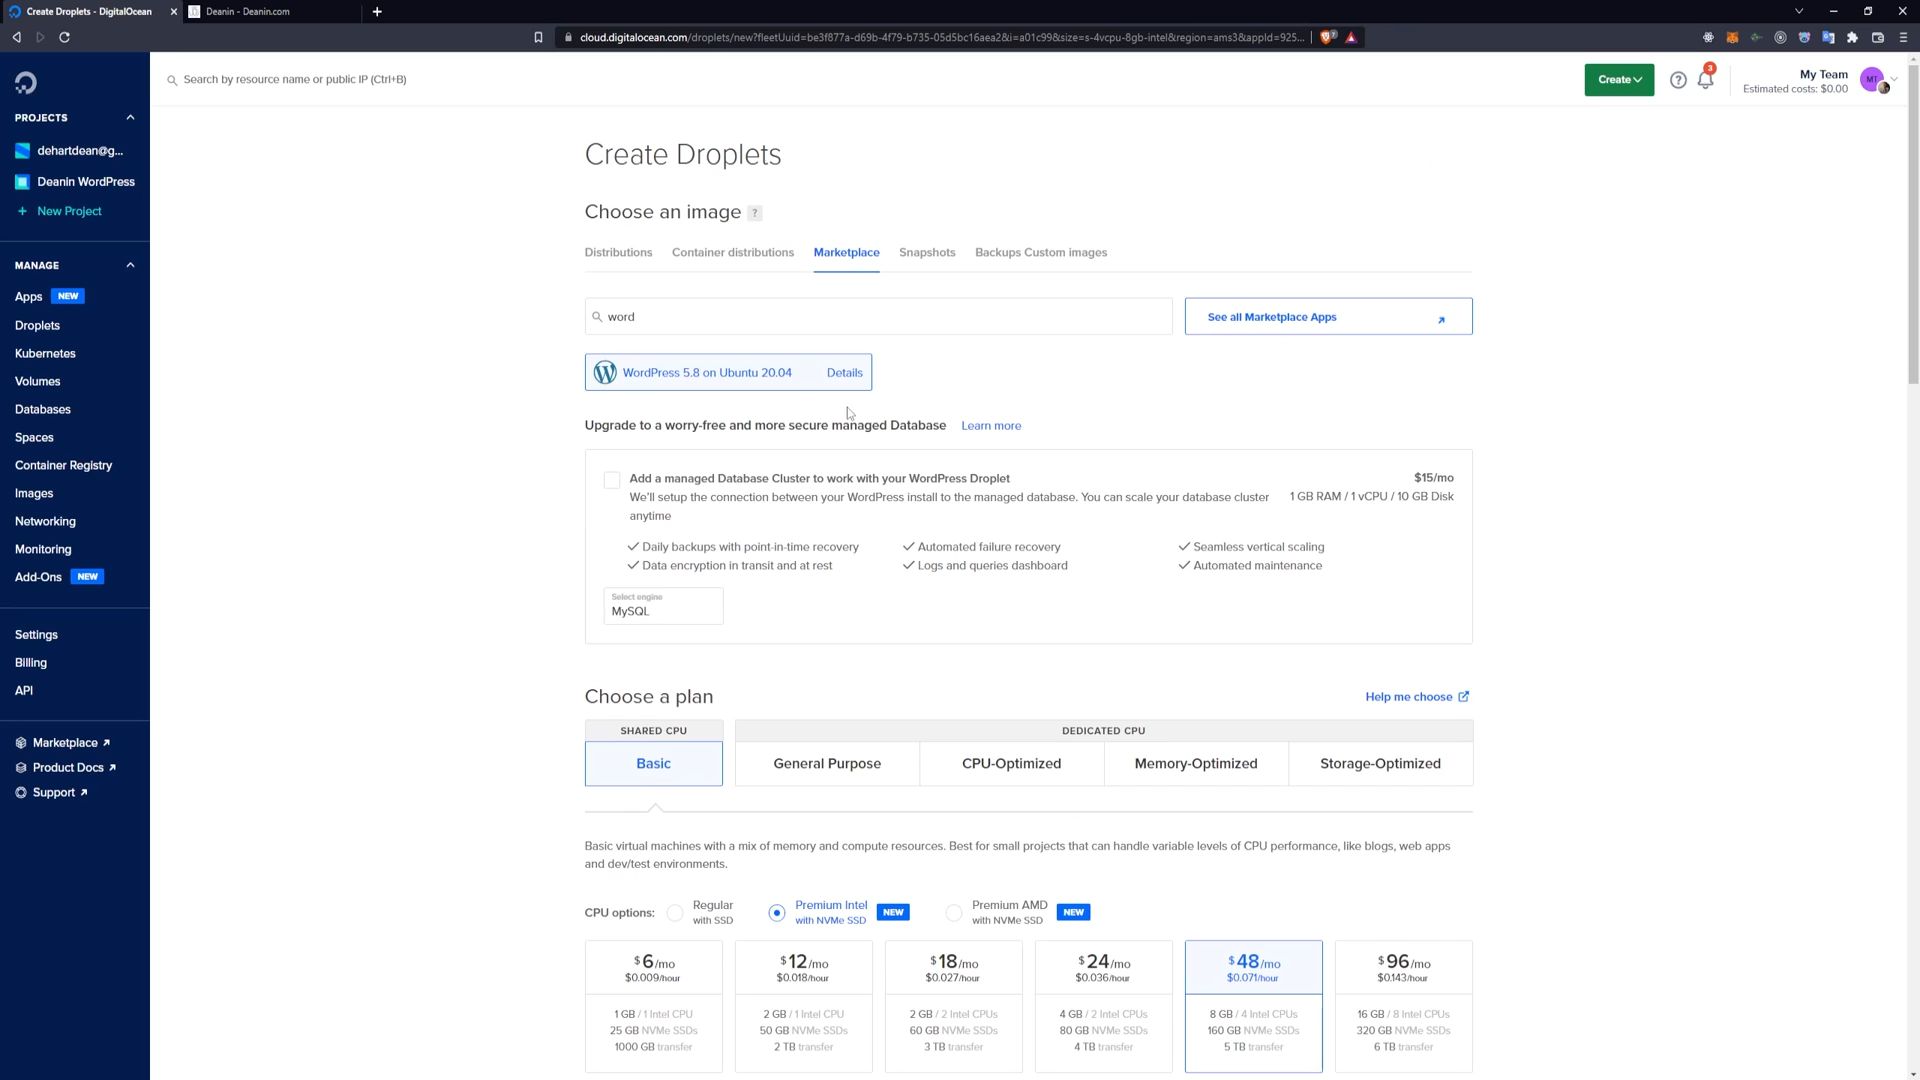 Create Droplets - DigitalOcean
Deanin - Deanin.com
cloud.digitalocean.com/droplets/new?fleetUuid=be3f877a-d69b-4f79-b735-05d5bc16aea2&i=a01c99&size=s-4vcpu-8gb-intel&region=ams3&appId=925...
Search by resource name or public IP (Ctrl+B)
Create
?
3
My Team
Estimated costs: $0.00
MT
PROJECTS
dehartdean@g...
Deanin WordPress
+ New Project
MANAGE
Apps NEW
Droplets
Kubernetes
Volumes
Databases
Spaces
Container Registry
Images
Networking
Monitoring
Add-Ons NEW
Settings
Billing
API
Marketplace
Product Docs
Support
Create Droplets
Choose an image ?
Distributions Container distributions Marketplace Snapshots Backups Custom images
word
See all Marketplace Apps
WordPress 5.8 on Ubuntu 20.04 Details
Upgrade to a worry-free and more secure managed Database Learn more
Add a managed Database Cluster to work with your WordPress Droplet
$15/mo
We'll setup the connection between your WordPress install to the managed database. You can scale your database cluster
1 GB RAM / 1 vCPU / 10 GB Disk
anytime
Daily backups with point-in-time recovery Automated failure recovery Seamless vertical scaling
Data encryption in transit and at rest Logs and queries dashboard Automated maintenance
Select engine
MySQL
Choose a plan
Help me choose
SHARED CPU DEDICATED CPU
Basic General Purpose CPU-Optimized Memory-Optimized Storage-Optimized
Basic virtual machines with a mix of memory and compute resources. Best for small projects that can handle variable levels of CPU performance, like blogs, web apps
and dev/test environments.
CPU options:
Regular
with SSD
Premium Intel
with NVMe SSD
NEW
Premium AMD
with NVMe SSD
NEW
$6/mo
$0.009/hour
1 GB / 1 Intel CPU
25 GB NVMe SSDs
1000 GB transfer
$12/mo
$0.018/hour
2 GB / 1 Intel CPU
50 GB NVMe SSDs
2 TB transfer
$18/mo
$0.027/hour
2 GB / 2 Intel CPUs
60 GB NVMe SSDs
3 TB transfer
$24/mo
$0.036/hour
4 GB / 2 Intel CPUs
80 GB NVMe SSDs
4 TB transfer
$48/mo
$0.071/hour
8 GB / 4 Intel CPUs
160 GB NVMe SSDs
5 TB transfer
$96/mo
$0.143/hour
16 GB / 8 Intel CPUs
320 GB NVMe SSDs
6 TB transfer